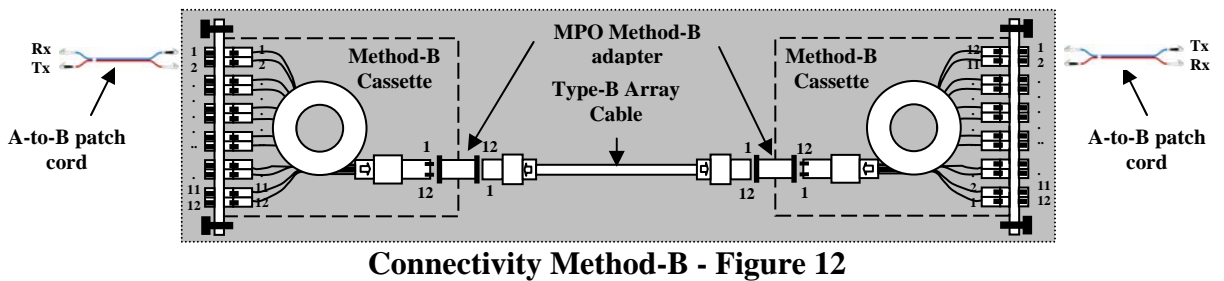 Rx
Tx
A-to-B patch
cord
1
2
.
.
.
.
.
..
.
11
12
1
2
.
.
.
.
.
11
12
Method-B
Cassette
1
12
MPO Method-B
adapter
12
1
Type-B Array
Cable
1
12
12
1
Method-B
Cassette
12
11
.
.
.
.
.
2
1
1
2
.
.
.
.
..
.
11
12
Tx
Rx
A-to-B patch
cord
Connectivity Method-B - Figure 12